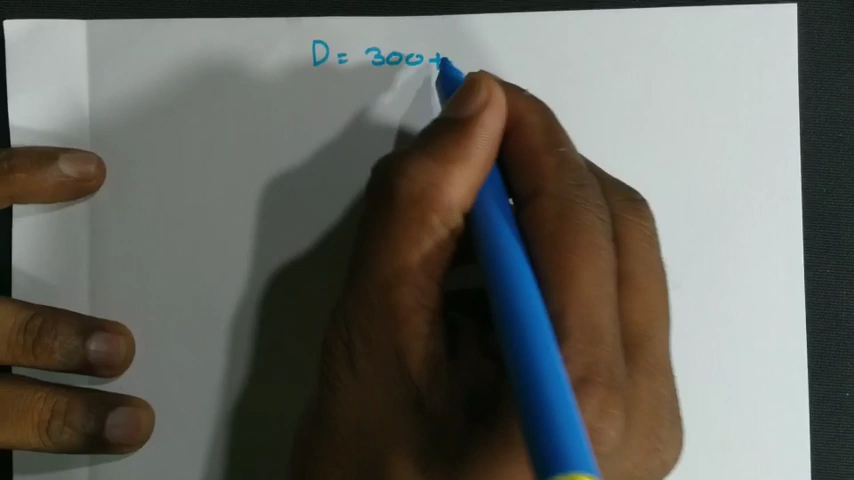 D = 300+